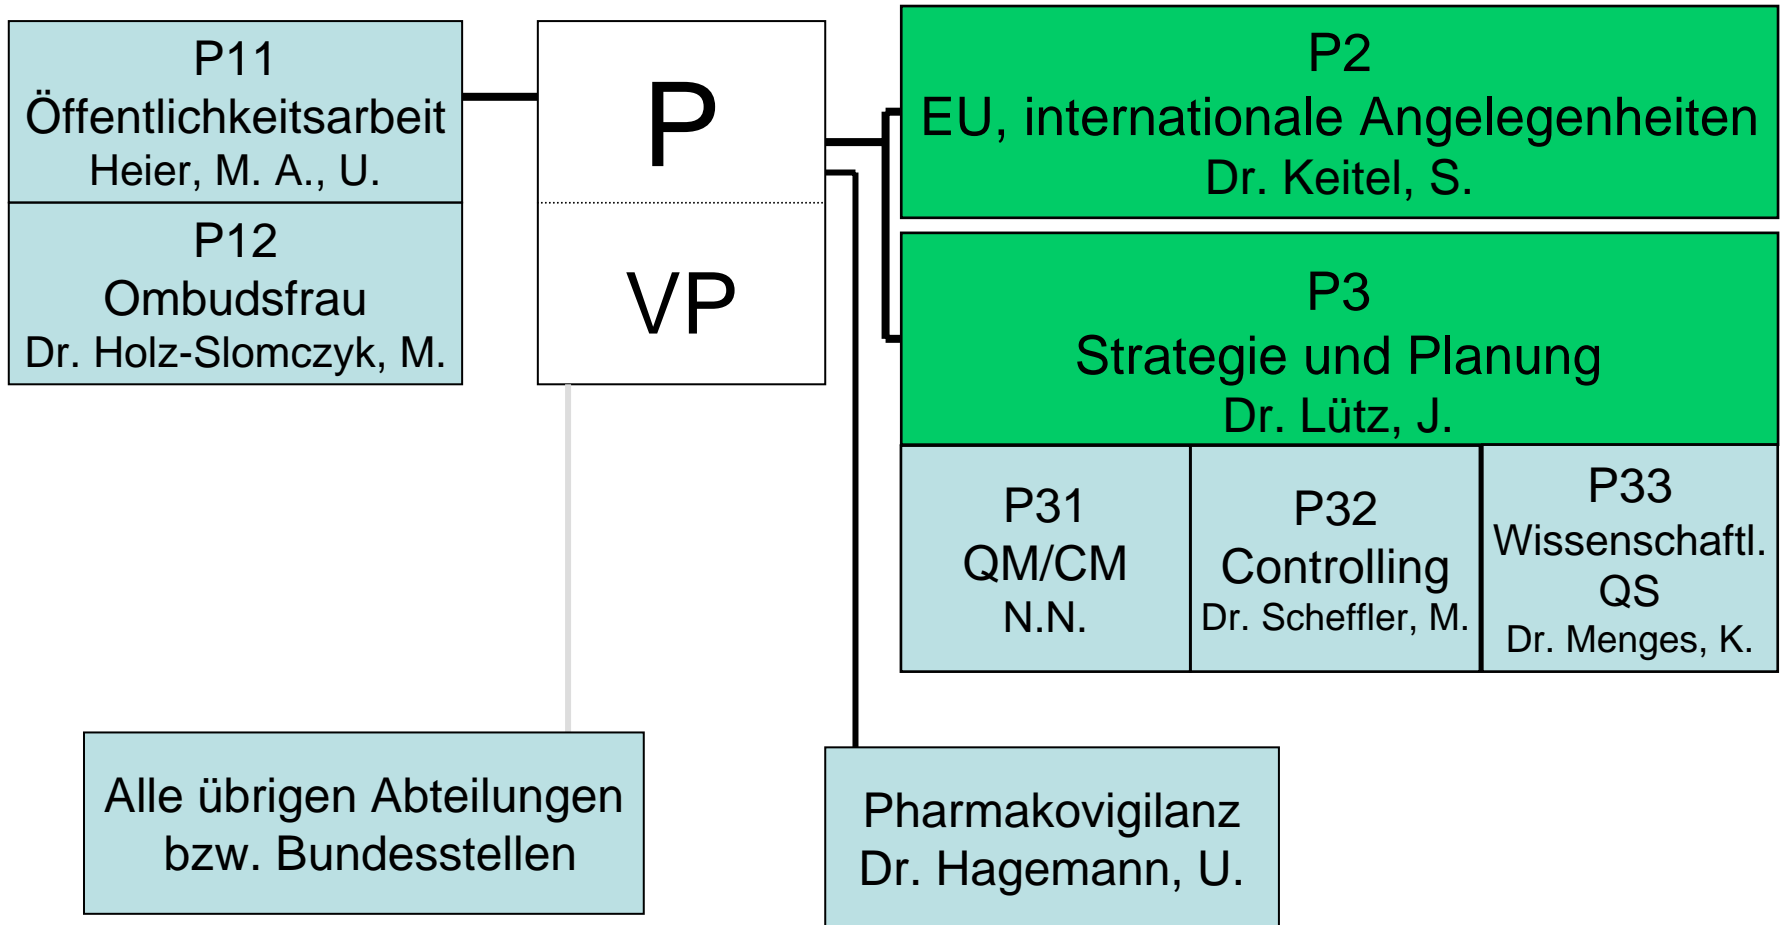 P11
Öffentlichkeitsarbeit
Heier, M. A., U.
P12
Ombudsfrau
Dr. Holz-Slomczyk, M.
P
VP
P2
EU, internationale Angelegenheiten
Dr. Keitel, S.
P3
Strategie und Planung
Dr. Lütz, J.
P31
QM/CM
N.N.
P32
Controlling
Dr. Scheffler, M.
P33
Wissenschaftl.
QS
Dr. Menges, K.
Alle übrigen Abteilungen
bzw. Bundesstellen
Pharmakovigilanz
Dr. Hagemann, U.